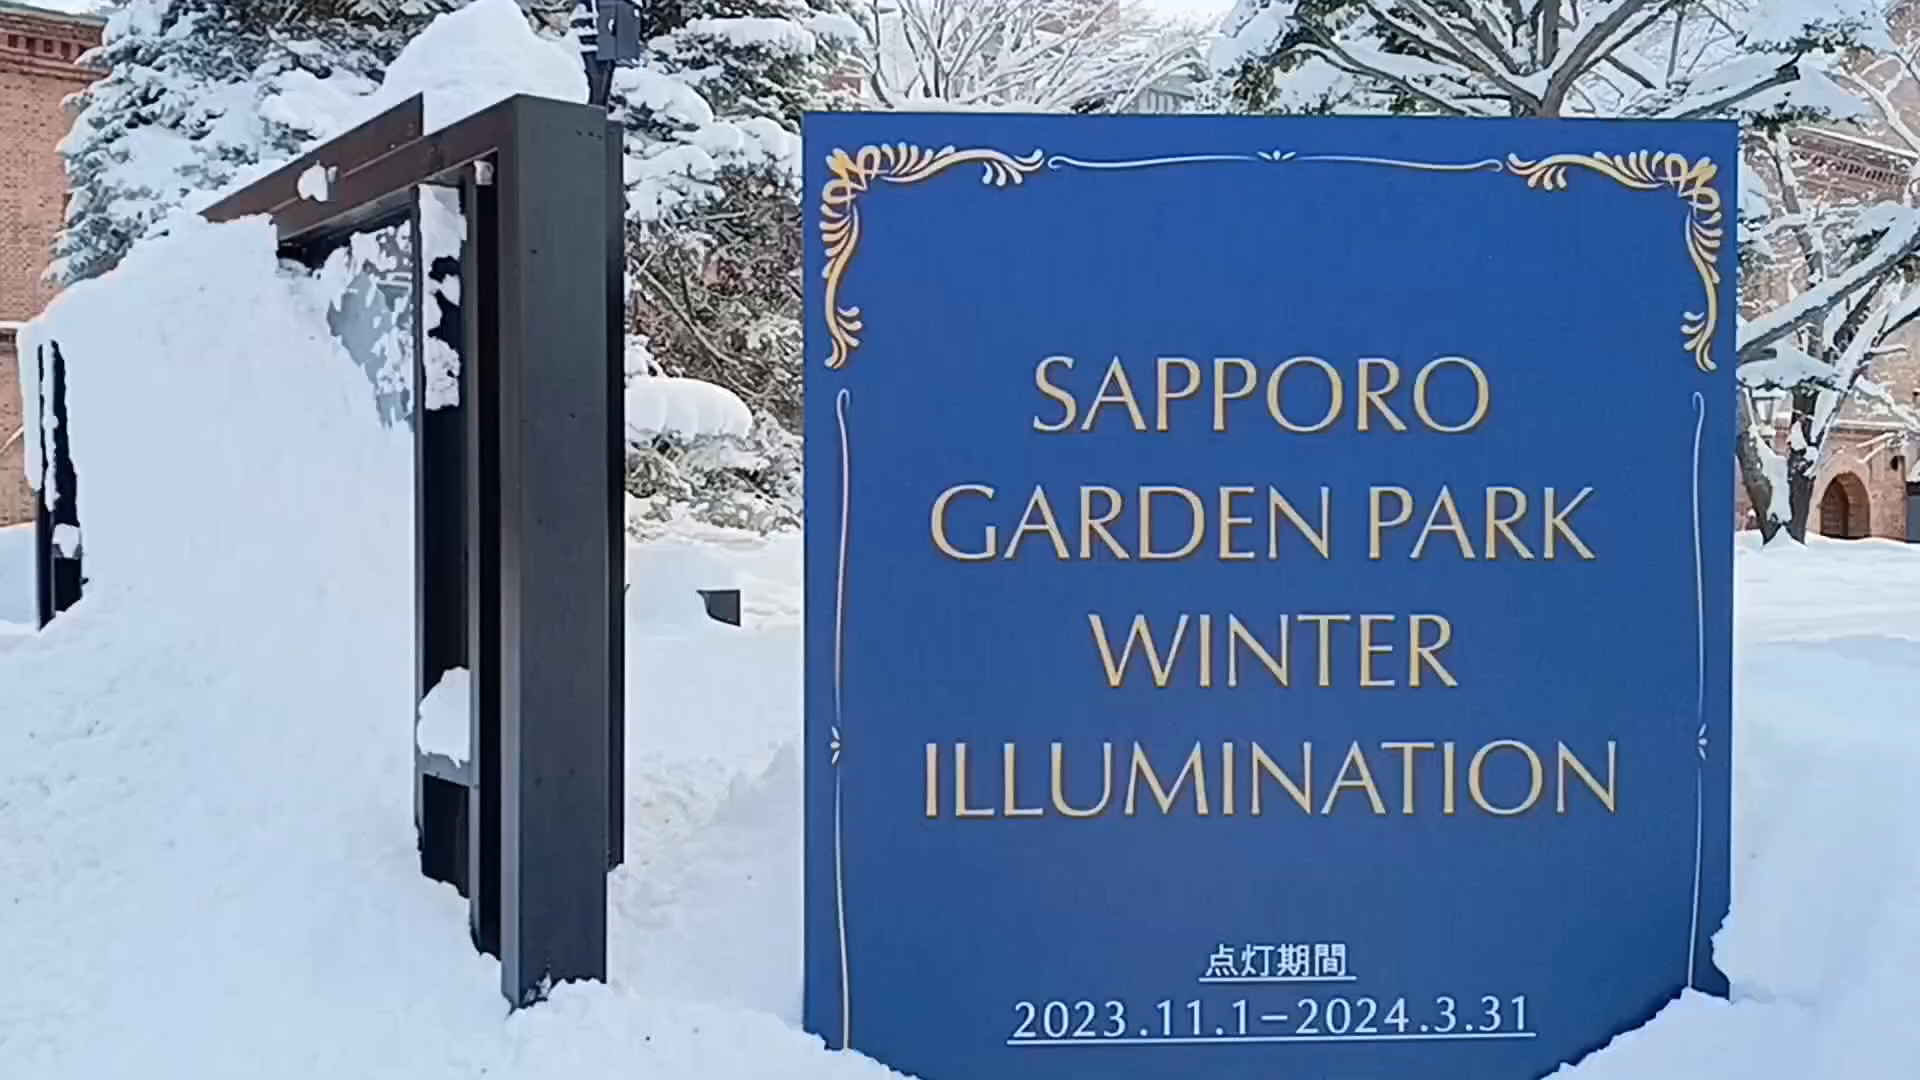 SAPPORO
GARDEN PARK
WINTER
ILLUMINATION
点灯期間
2023.11.1-2024.3.31